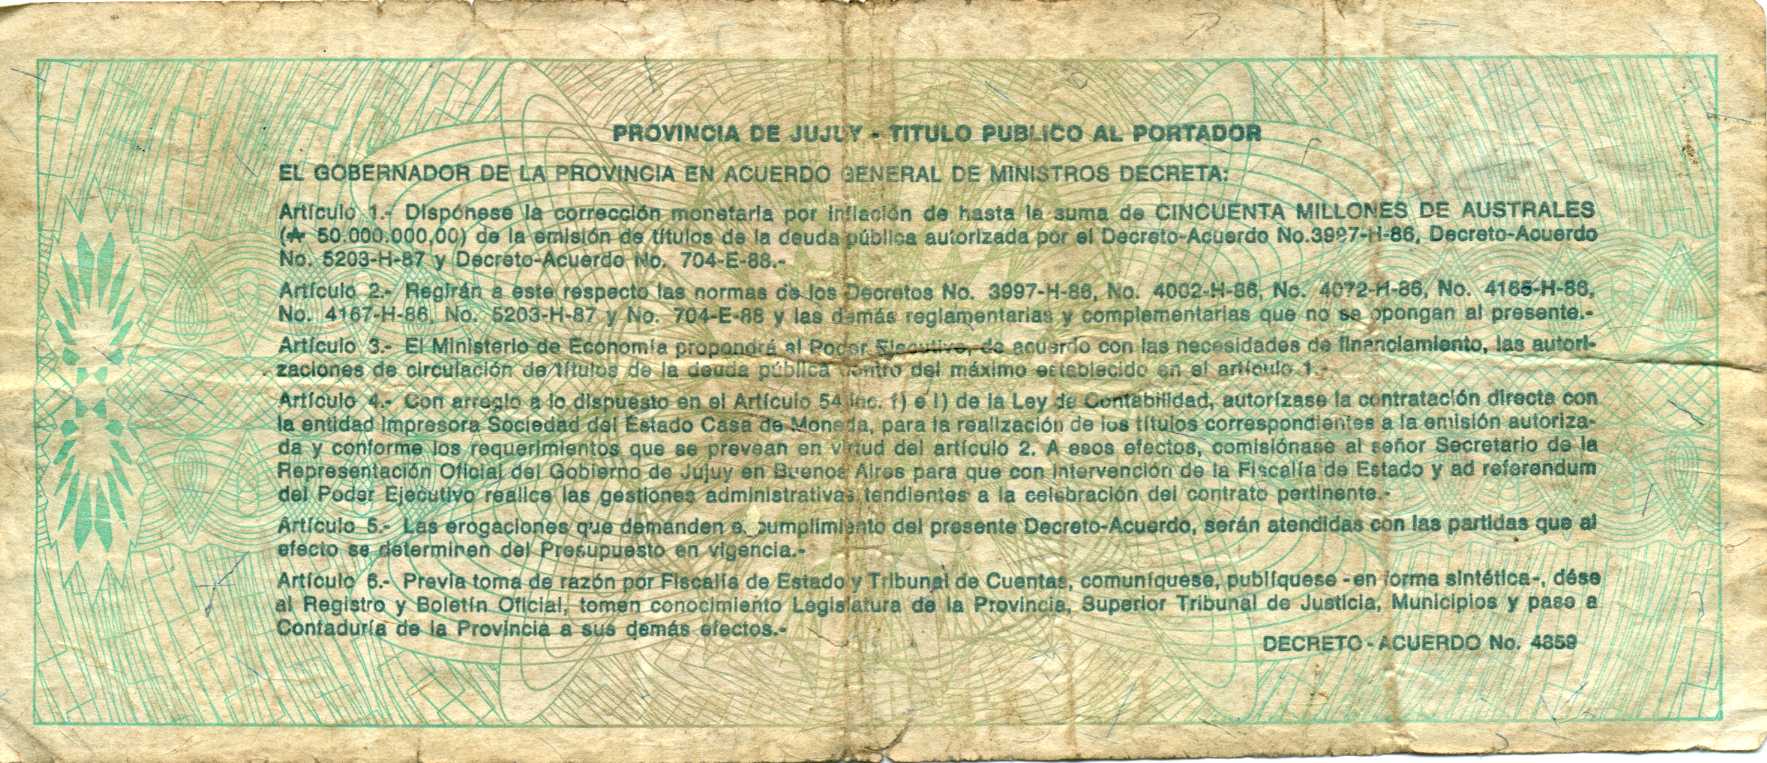 PROVINCIA DE JUJUY - TITULO PUBLICO AL PORTADOR
EL GOBERNADOR DE LA PROVINCIA EN ACUERDO GENERAL DE MINISTROS DECRETA:
Artículo 1.- Dispónese la corrección monetaria por inflación de hasta la suma de CINCUENTA MILLONES DE AUSTRALES
(₳ 50.000.000,00) de la emisión de títulos de la deuda pública autorizada por el Decreto-Acuerdo No.3997-H-86, Decreto-Acuerdo
No. 5203-H-87 y Decreto-Acuerdo No. 704-E-88.-
Artículo 2.- Regirán a este respecto las normas de los Decretos No. 3997-H-86, No. 4002-H-86, No. 4072-H-86, No. 4165-H-86,
No. 4167-H-86, No. 5203-H-87 y No. 704-E-88 y las demás reglamentarias y complementarias que no se opongan al presente.-
Artículo 3.- El Ministerio de Economía propondrá al Poder Ejecutivo, de acuerdo con las necesidades de financiamiento, las autori-
zaciones de circulación de títulos de la deuda pública dentro del máximo establecido en el artículo 1.-
Artículo 4.- Con arreglo a lo dispuesto en el Artículo 54 inc. f) e l) de la Ley de Contabilidad, autorízase la contratación directa con
la entidad impresora Sociedad del Estado Casa de Moneda, para la realización de los títulos correspondientes a la emisión autoriza-
da y conforme los requerimientos que se prevean en virtud del artículo 2. A esos efectos, comisiónase al señor Secretario de la
Representación Oficial del Gobierno de Jujuy en Buenos Aires para que con intervención de la Fiscalía de Estado y ad referendum
del Poder Ejecutivo realice las gestiones administrativas tendientes a la celebración del contrato pertinente.-
Artículo 5.- Las erogaciones que demanden el cumplimiento del presente Decreto-Acuerdo, serán atendidas con las partidas que al
efecto se determinen del Presupuesto en vigencia.-
Artículo 6.- Previa toma de razón por Fiscalía de Estado y Tribunal de Cuentas, comuníquese, publíquese -en forma sintética-, dése
al Registro y Boletín Oficial, tomen conocimiento Legislatura de la Provincia, Superior Tribunal de Justicia, Municipios y pase a
Contaduría de la Provincia a sus demás efectos.-
DECRETO - ACUERDO No. 4859